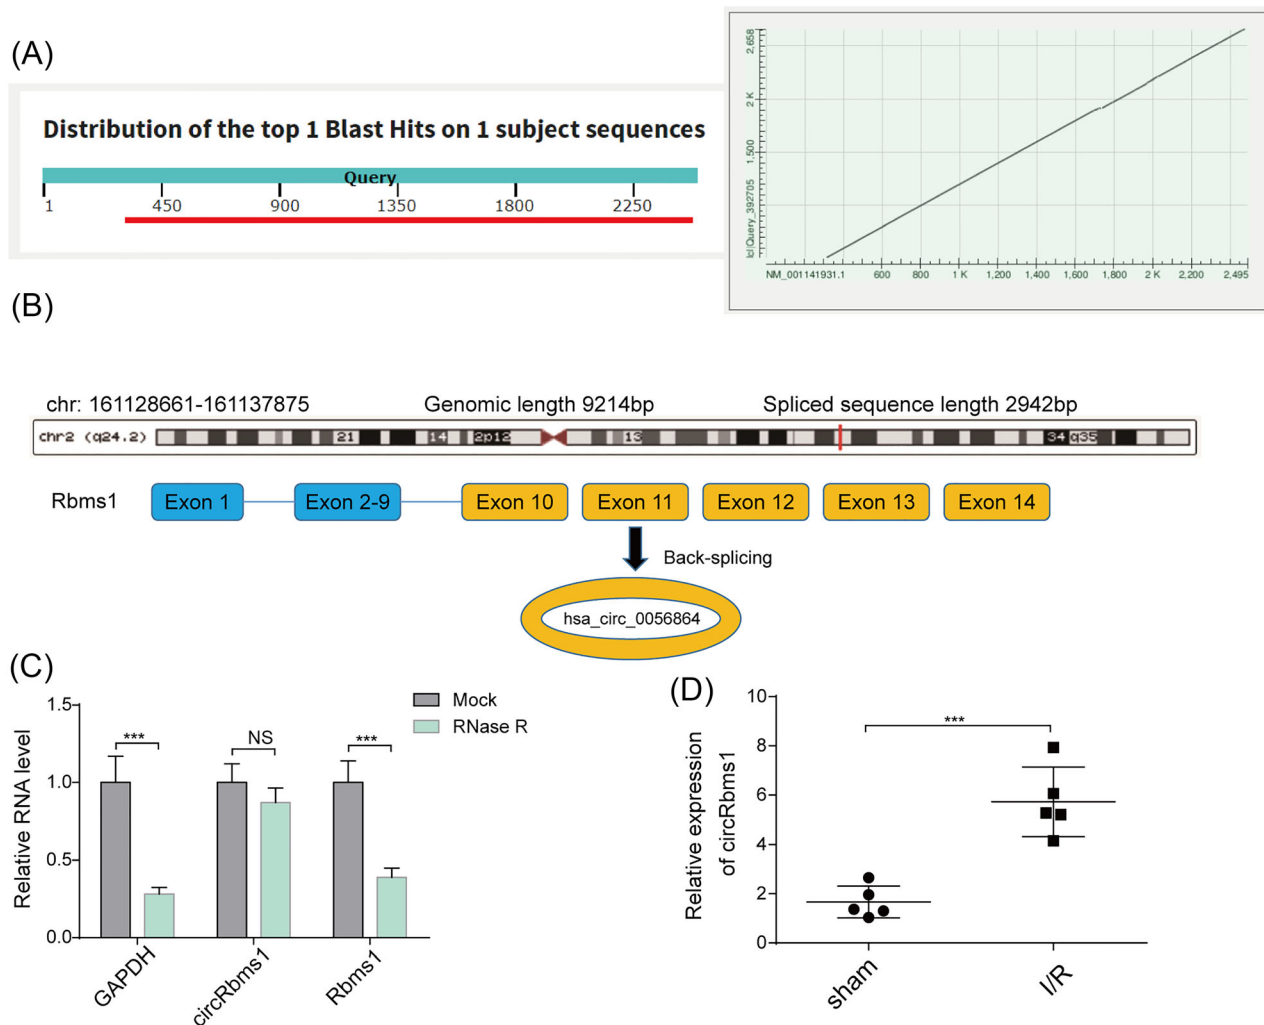 (A)
Distribution of the top 1 Blast Hits on 1 subject sequences
Query
1 450 900 1350 1800 2250
2,658
2 K
1,500
lcl|Query_392705
NM_001141931.1
600 800 1 K 1,200 1,400 1,600 1,800 2 K 2,200 2,495
(B)
chr: 161128661-161137875 Genomic length 9214bp Spliced sequence length 2942bp
chr2 (q24.2) 21 14 2p12 13 34 q35
Rbms1 Exon 1 Exon 2-9 Exon 10 Exon 11 Exon 12 Exon 13 Exon 14
Back-splicing
hsa_circ_0056864
(C)
Relative RNA level
1.5
1.0
0.5
0.0
Mock
RNase R
*** NS ***
GAPDH circRbms1 Rbms1
(D)
Relative expression
of circRbms1
10
8
6
4
2
0
***
sham I/R